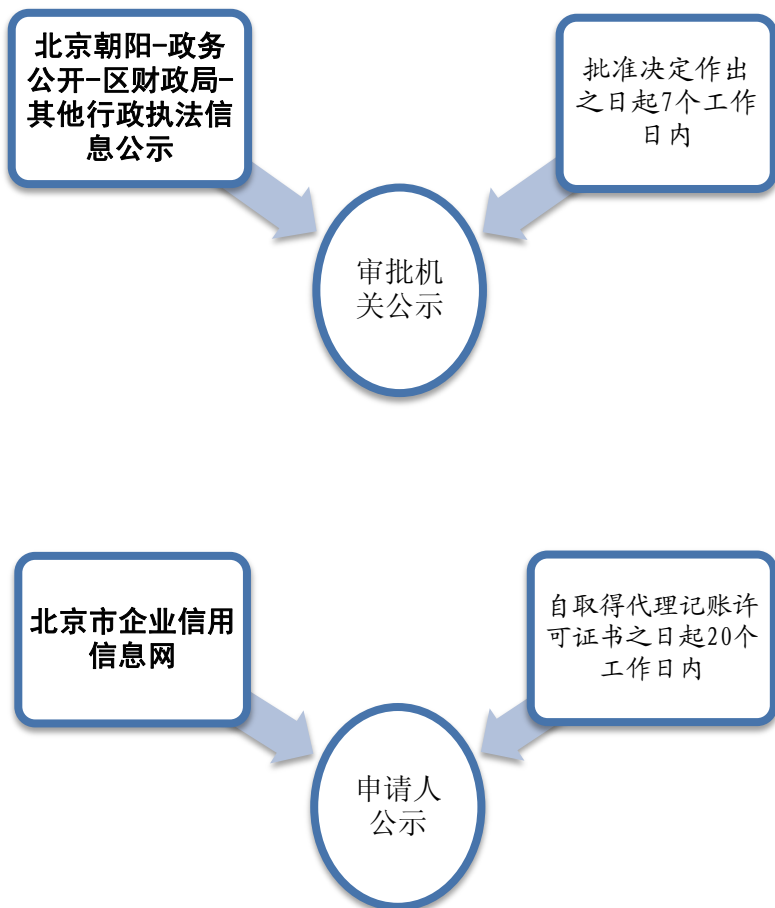 北京朝阳-政务
公开-区财政局-
其他行政执法信
息公示
批准决定作出
之日起7个工作
日内
审批机
关公示
北京市企业信用
信息网
自取得代理记账许
可证书之日起20个
工作日内
申请人
公示